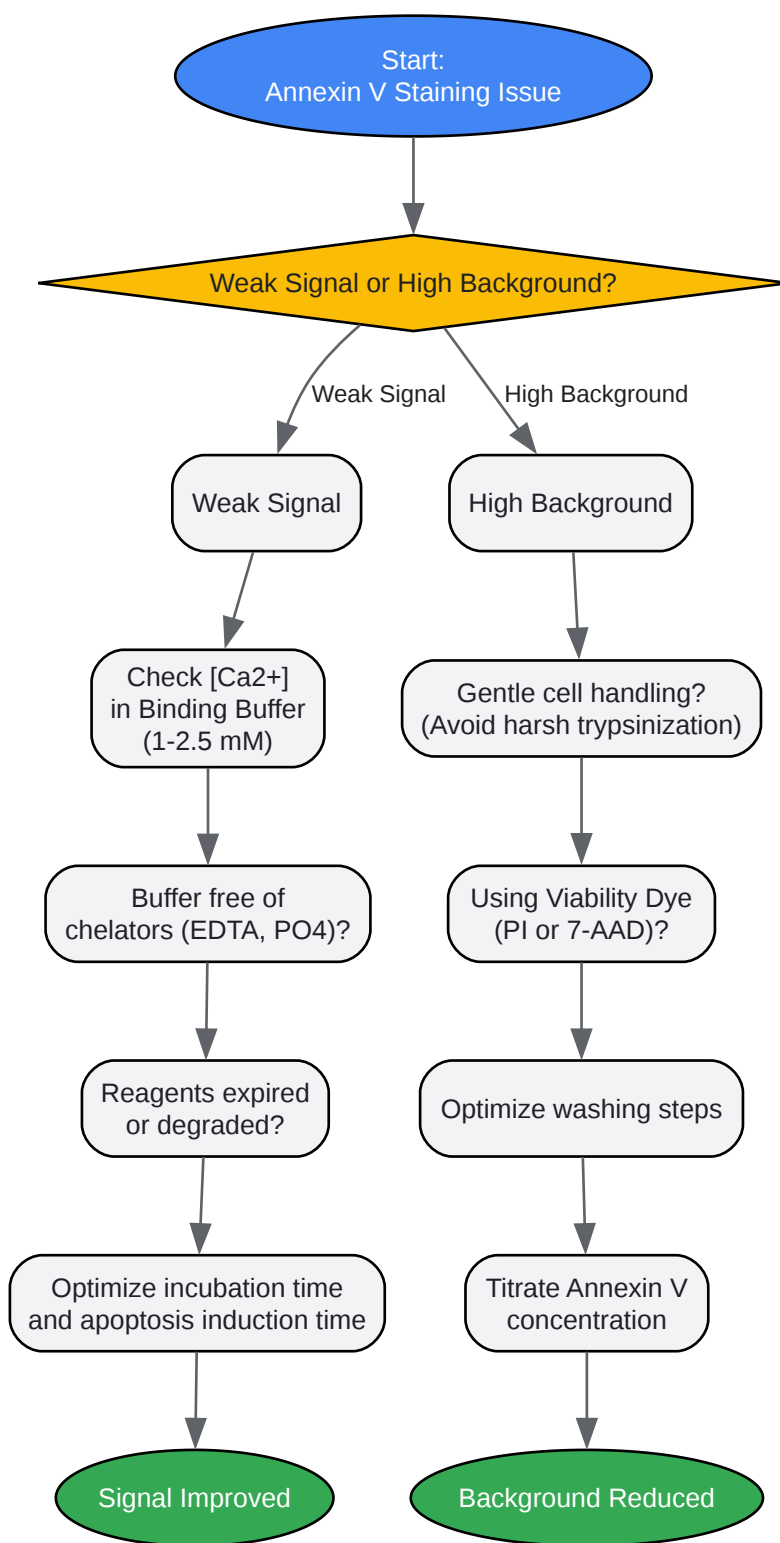 Start:
Annexin V Staining Issue
Weak Signal or High Background?
Weak Signal
High Background
Weak Signal
High Background
Check [Ca2+]
in Binding Buffer
(1-2.5 mM)
Gentle cell handling?
(Avoid harsh trypsinization)
Buffer free of
chelators (EDTA, PO4)?
Using Viability Dye
(PI or 7-AAD)?
Reagents expired
or degraded?
Optimize washing steps
Optimize incubation time
and apoptosis induction time
Titrate Annexin V
concentration
Signal Improved
Background Reduced